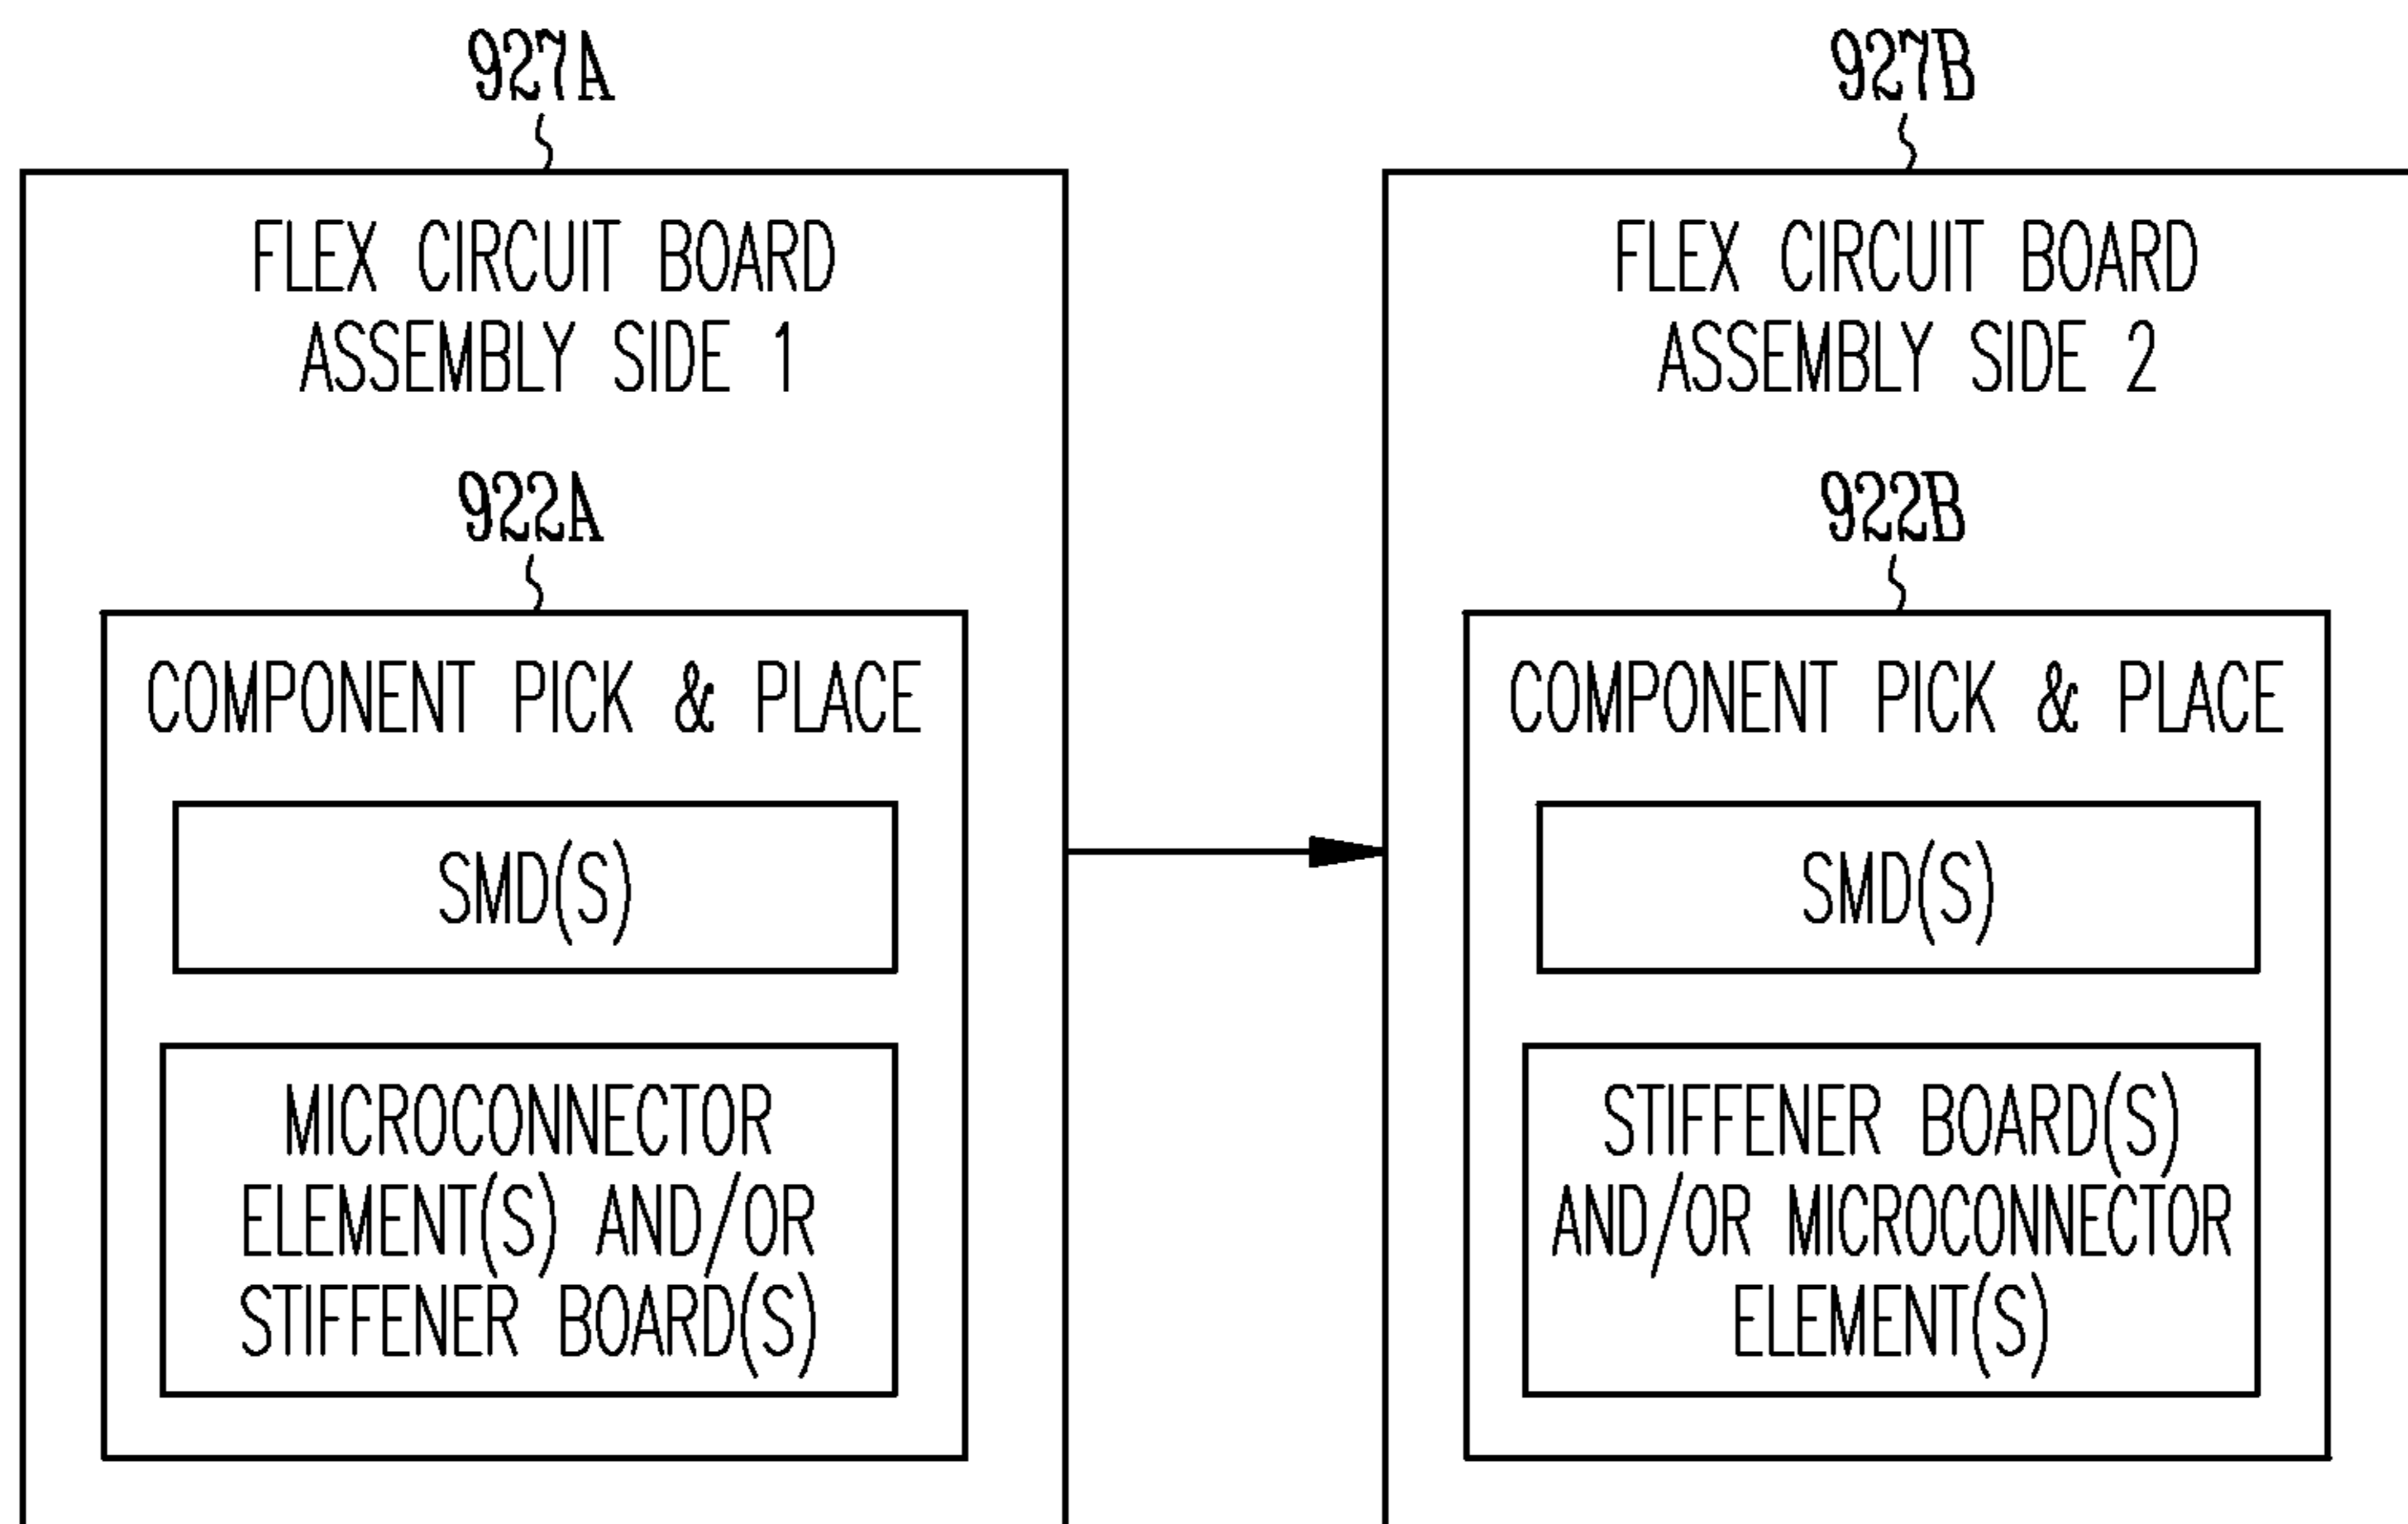 927A
FLEX CIRCUIT BOARD
ASSEMBLY SIDE 1
922A
COMPONENT PICK & PLACE
SMD(S)
MICROCONNECTOR
ELEMENT(S) AND/OR
STIFFENER BOARD(S)
927B
FLEX CIRCUIT BOARD
ASSEMBLY SIDE 2
922B
COMPONENT PICK & PLACE
SMD(S)
STIFFENER BOARD(S)
AND/OR MICROCONNECTOR
ELEMENT(S)